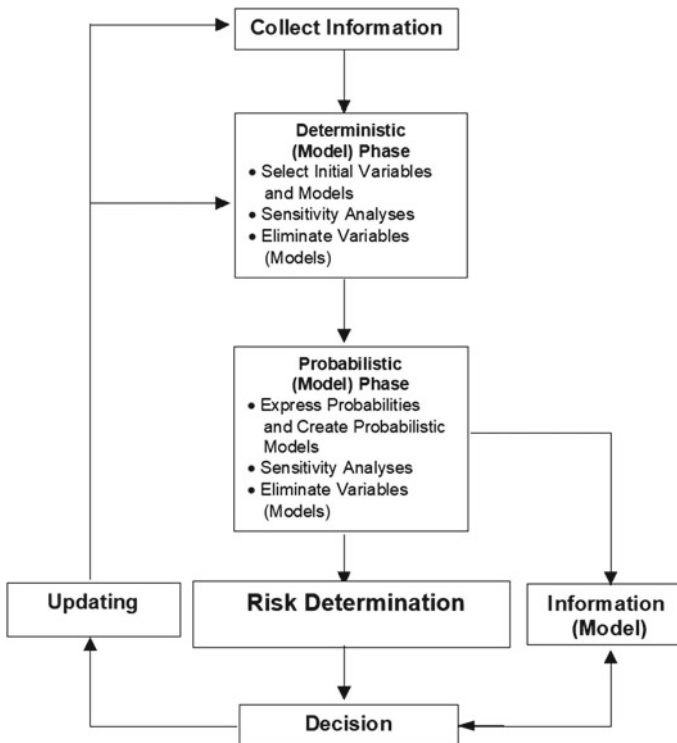 Collect Information
Deterministic
(Model) Phase
• Select Initial Variables
and Models
• Sensitivity Analyses
• Eliminate Variables
(Models)
Probabilistic
(Model) Phase
• Express Probabilities
and Create Probabilistic
Models
• Sensitivity Analyses
• Eliminate Variables
(Models)
Updating
Risk Determination
Information
(Model)
Decision